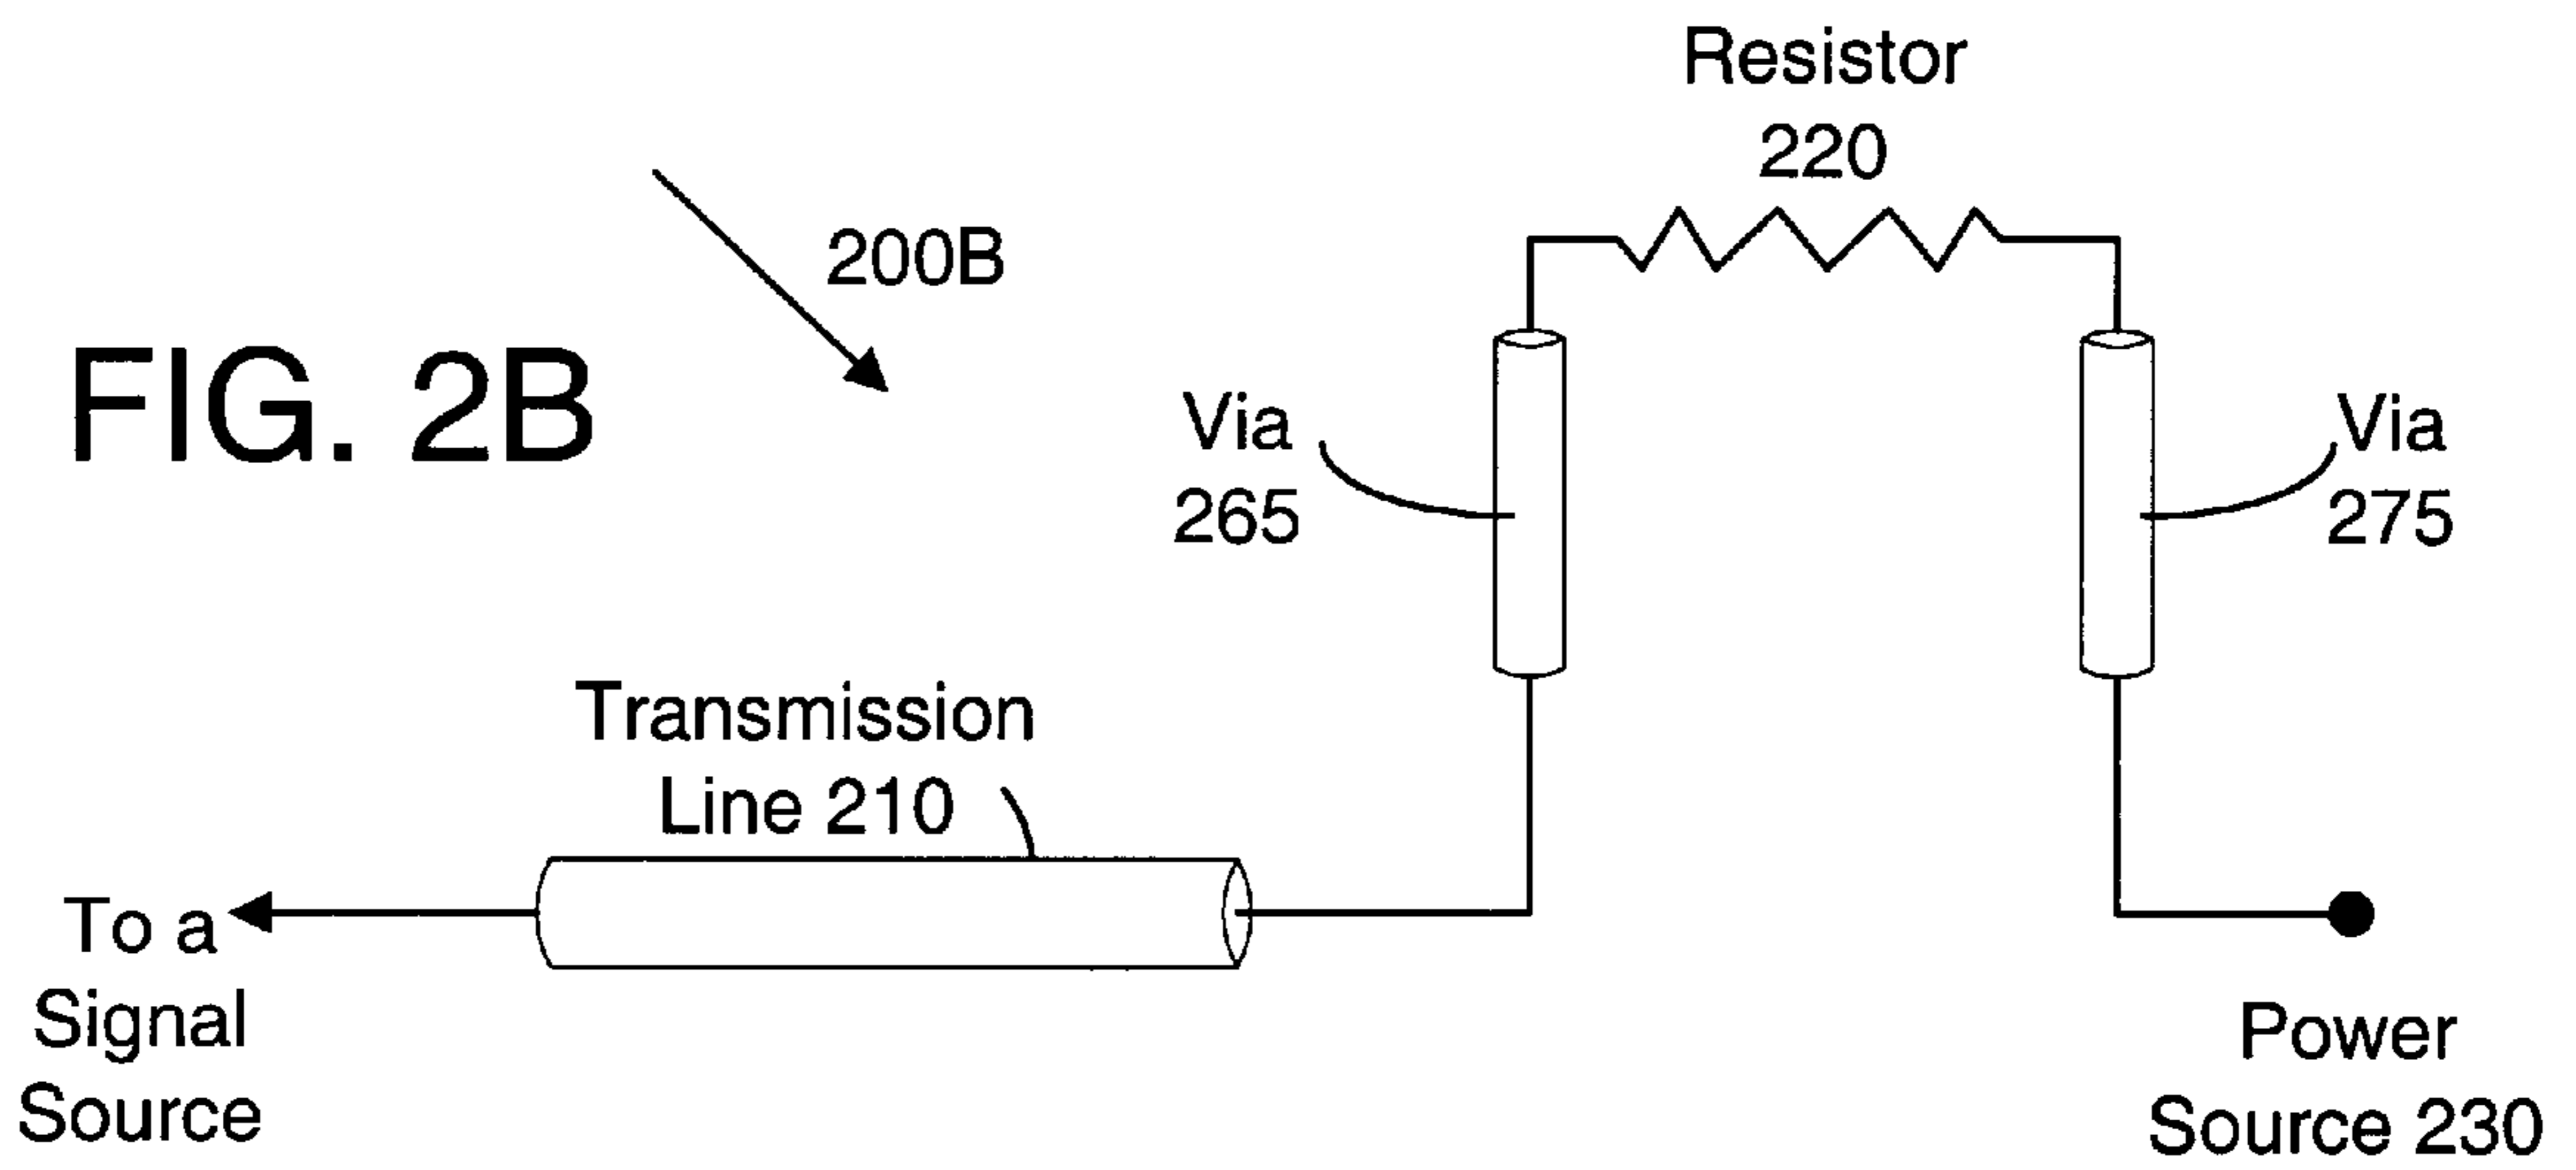 Resistor
220
200B
FIG. 2B
Via
265
Via
275
Transmission
Line 210
To a
Signal
Source
Power
Source 230